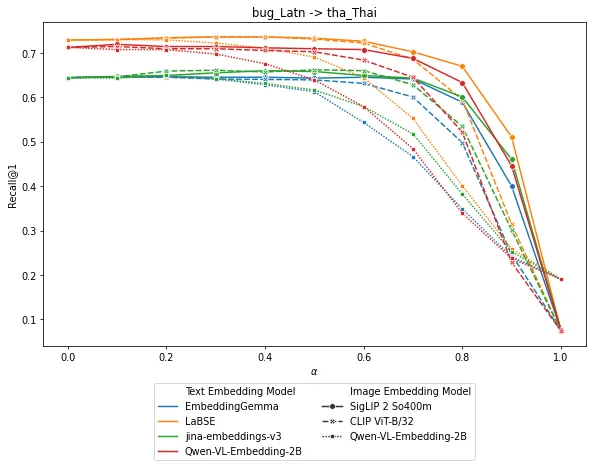 bug_Latn -> tha_Thai
Recall@1
0.7
0.6
0.5
0.4
0.3
0.2
0.1
0.0 0.2 0.4 0.6 0.8 1.0
α
Text Embedding Model
EmbeddingGemma
LaBSE
jina-embeddings-v3
Qwen-VL-Embedding-2B
Image Embedding Model
SigLIP 2 So400m
CLIP ViT-B/32
Qwen-VL-Embedding-2B